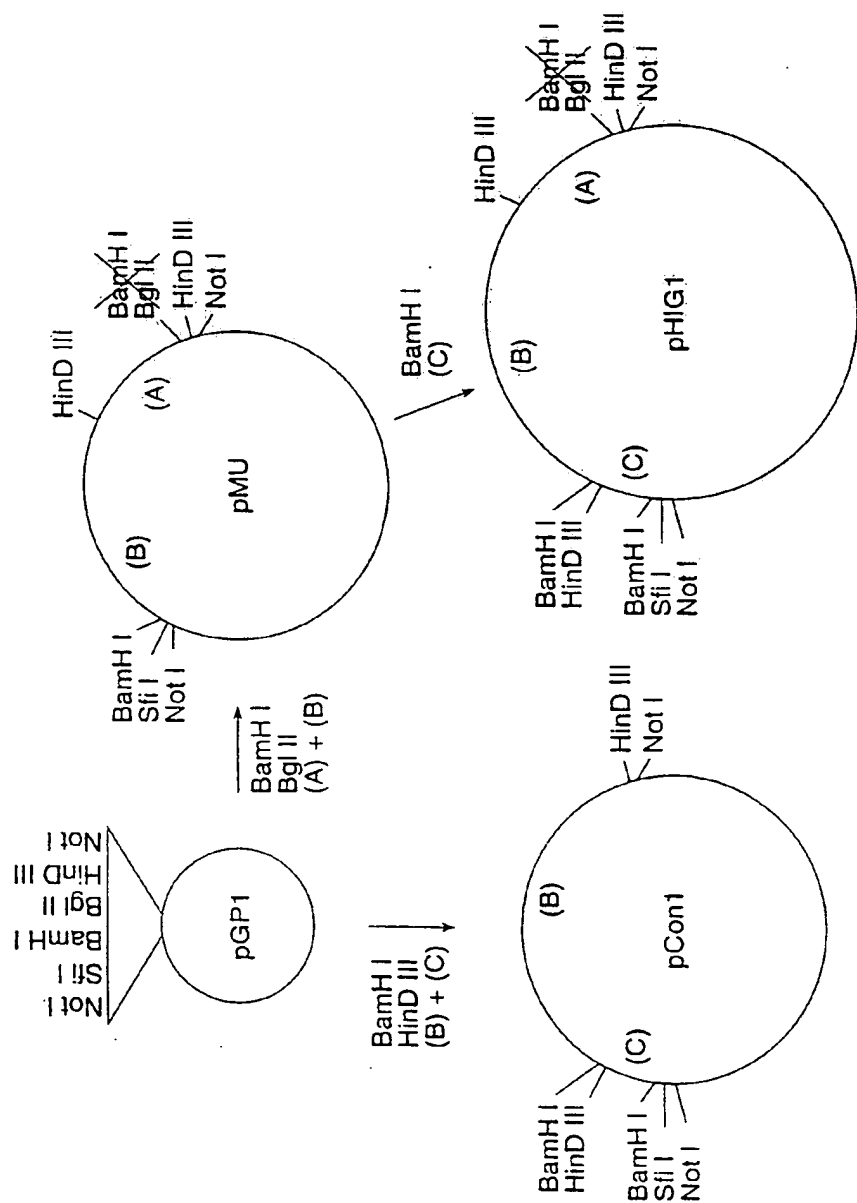 Not I
Sfi I
BamH I
Bgl II
HinD III
Not I
pGP1
BamH I
Bgl II
(A) + (B)
BamH I
Sfi I
Not I
(B)
HinD III
(A)
BamH I
Bgl II
HinD III
Not I
pMU
BamH I
HinD III
(B) + (C)
BamH I
(C)
BamH I
HinD III
BamH I
Sfi I
Not I
(C)
(B)
HinD III
Not I
pCon1
BamH I
HinD III
BamH I
Sfi I
Not I
(C)
(B)
HinD III
(A)
BamH I
Bgl II
HinD III
Not I
pHIG1